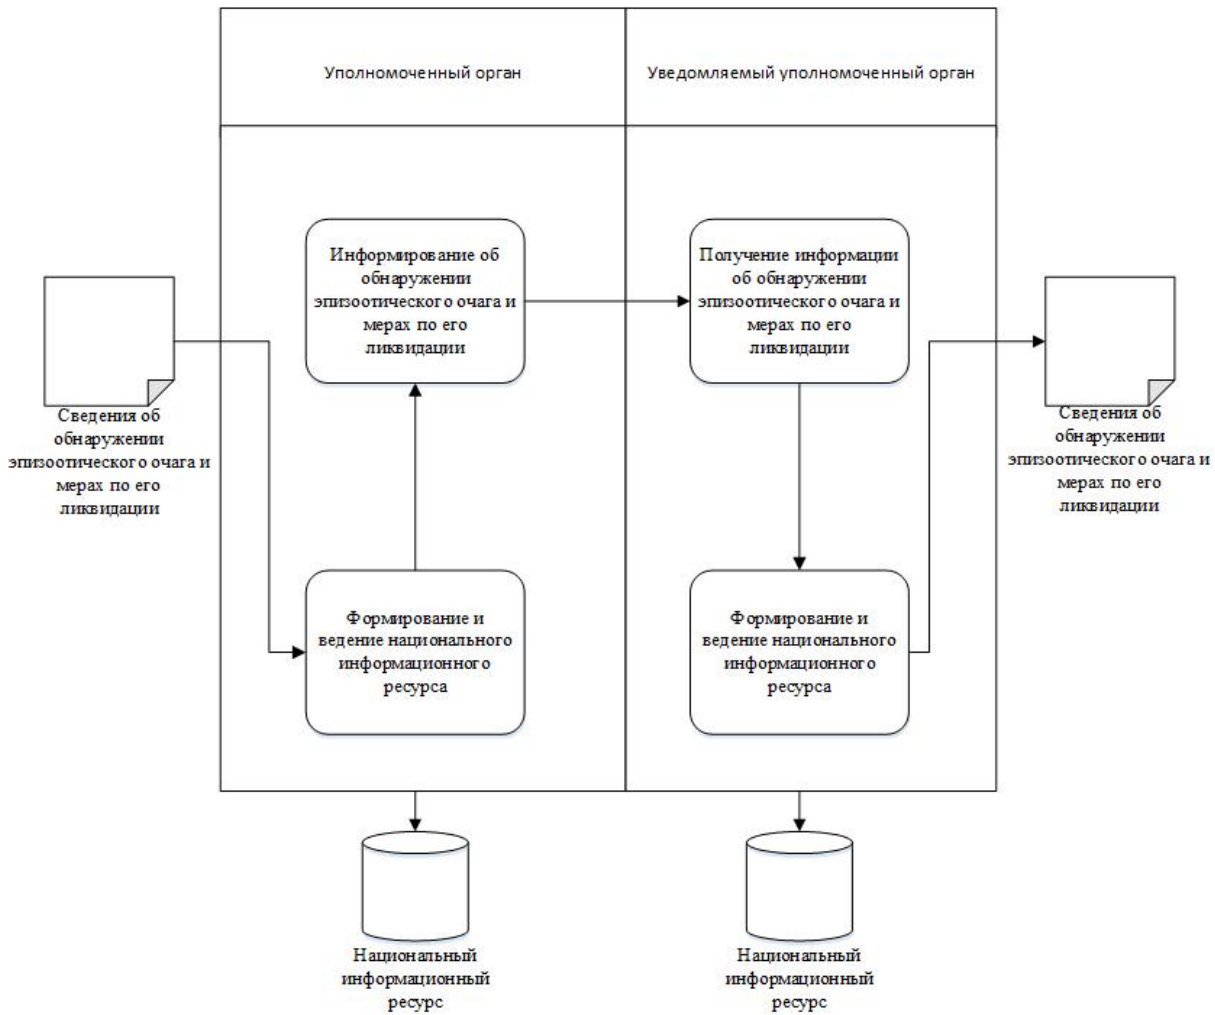 Уполномоченный орган
Уведомляемый уполномоченный орган
Информирование об
обнаружении
эпизоотического очага и
мерах по его
ликвидации
Получение информации
об обнаружении
эпизоотического очага и
мерах по его
ликвидации
Сведения об
обнаружении
эпизоотического очага и
мерах по его
ликвидации
Сведения об
обнаружении
эпизоотического очага и
мерах по его
ликвидации
Формирование и
ведение национального
информационного
ресурса
Формирование и
ведение национального
информационного
ресурса
Национальный
информационный
ресурс
Национальный
информационный
ресурс